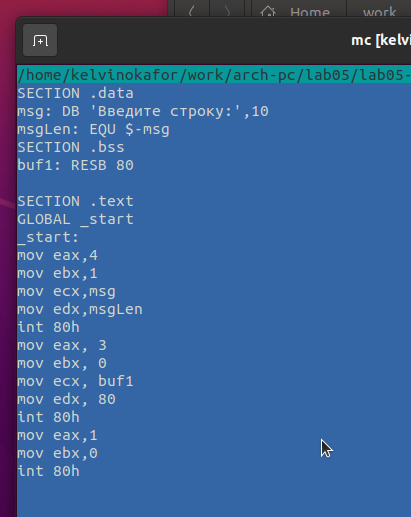 Home work
mc [kelvi
/home/kelvinokafor/work/arch-pc/lab05/lab05-
SECTION .data
msg: DB 'Введите строку:',10
msgLen: EQU $-msg
SECTION .bss
buf1: RESB 80
SECTION .text
GLOBAL _start
_start:
mov eax,4
mov ebx,1
mov ecx,msg
mov edx,msgLen
int 80h
mov eax, 3
mov ebx, 0
mov ecx, buf1
mov edx, 80
int 80h
mov eax,1
mov ebx,0
int 80h